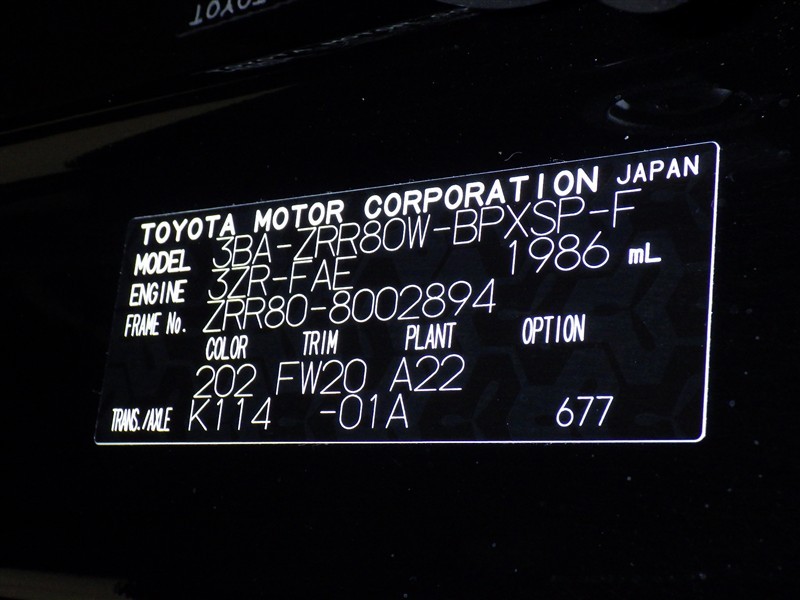 TOYOT
TOYOTA MOTOR CORPORATION JAPAN
MODEL 3BA-ZRR80W-BPXSP-F
ENGINE 3ZR-FAE 1986 mL
FRAME No. ZRR80-8002894
COLOR TRIM PLANT OPTION
202 FW20 A22
TRANS./AXLE K114 -01A 677